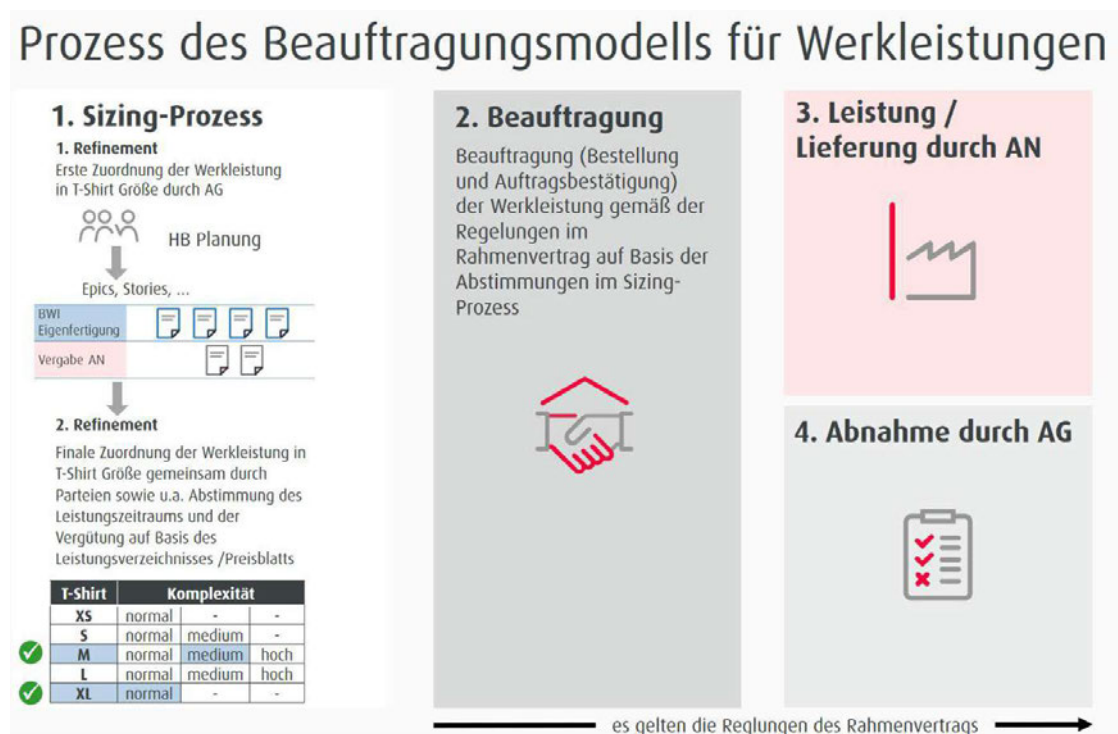 Prozess des Beauftragungsmodells für Werkleistungen
1. Sizing-Prozess
1. Refinement
Erste Zuordnung der Werkleistung
in T-Shirt Größe durch AG
HB Planung
Epics, Stories, ...
BWI
Eigenfertigung
Vergabe AN
2. Refinement
Finale Zuordnung der Werkleistung in
T-Shirt Größe gemeinsam durch
Parteien sowie u.a. Abstimmung des
Leistungszeitraums und der
Vergütung auf Basis des
Leistungsverzeichnisses /Preisblatts
T-Shirt Komplexität
XS normal - -
S normal medium -
M normal medium hoch
L normal medium hoch
XL normal - -
2. Beauftragung
Beauftragung (Bestellung
und Auftragsbestätigung)
der Werkleistung gemäß der
Regelungen im
Rahmenvertrag auf Basis der
Abstimmungen im Sizing-
Prozess
3. Leistung /
Lieferung durch AN
4. Abnahme durch AG
es gelten die Reglungen des Rahmenvertrags